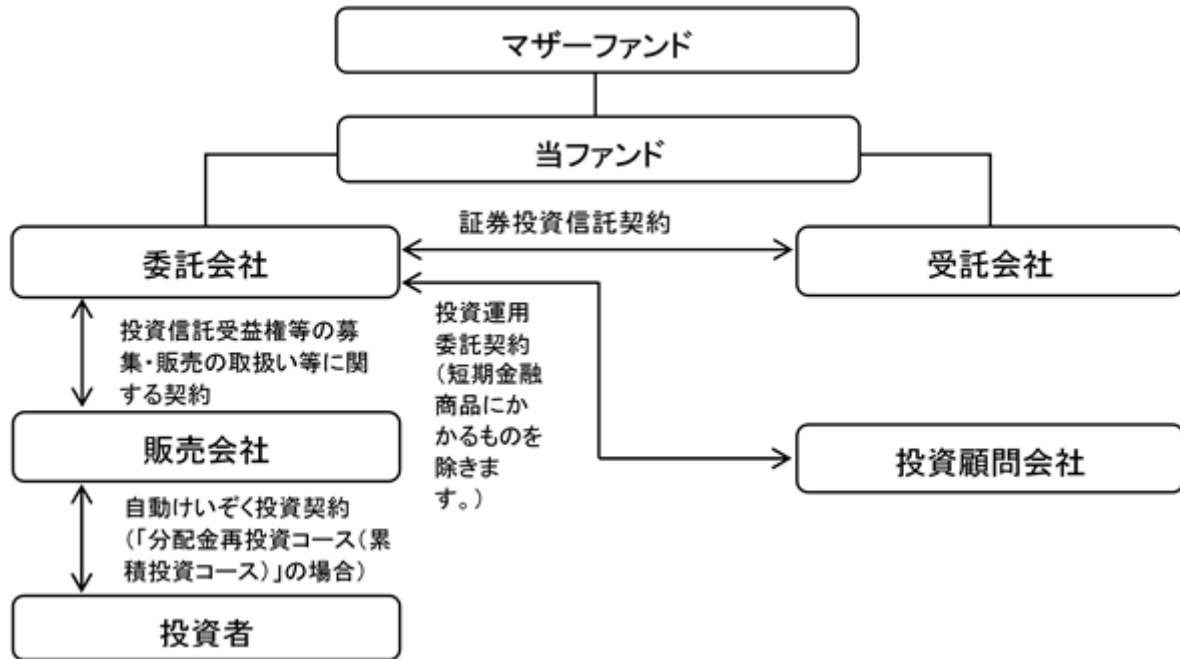 マザーファンド
当ファンド
証券投資信託契約
委託会社
受託会社
投資信託受益権等の募
集・販売の取扱い等に関
する契約
投資運用
委託契約
(短期金融
商品にか
かるものを
除きま
す。)
販売会社
投資顧問会社
自動けいぞく投資契約
(「分配金再投資コース(累
積投資コース)」の場合)
投資者